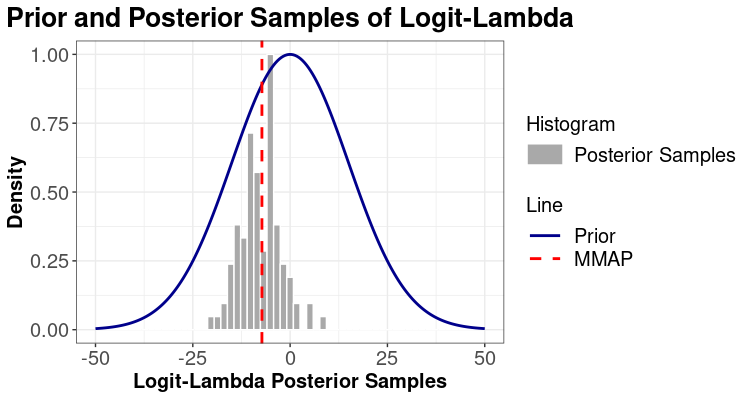 Prior and Posterior Samples of Logit-Lambda
1.00
0.75
0.50
0.25
0.00
Density
-50
-25
0
25
50
Logit-Lambda Posterior Samples
Histogram
Posterior Samples
Line
Prior
MMAP